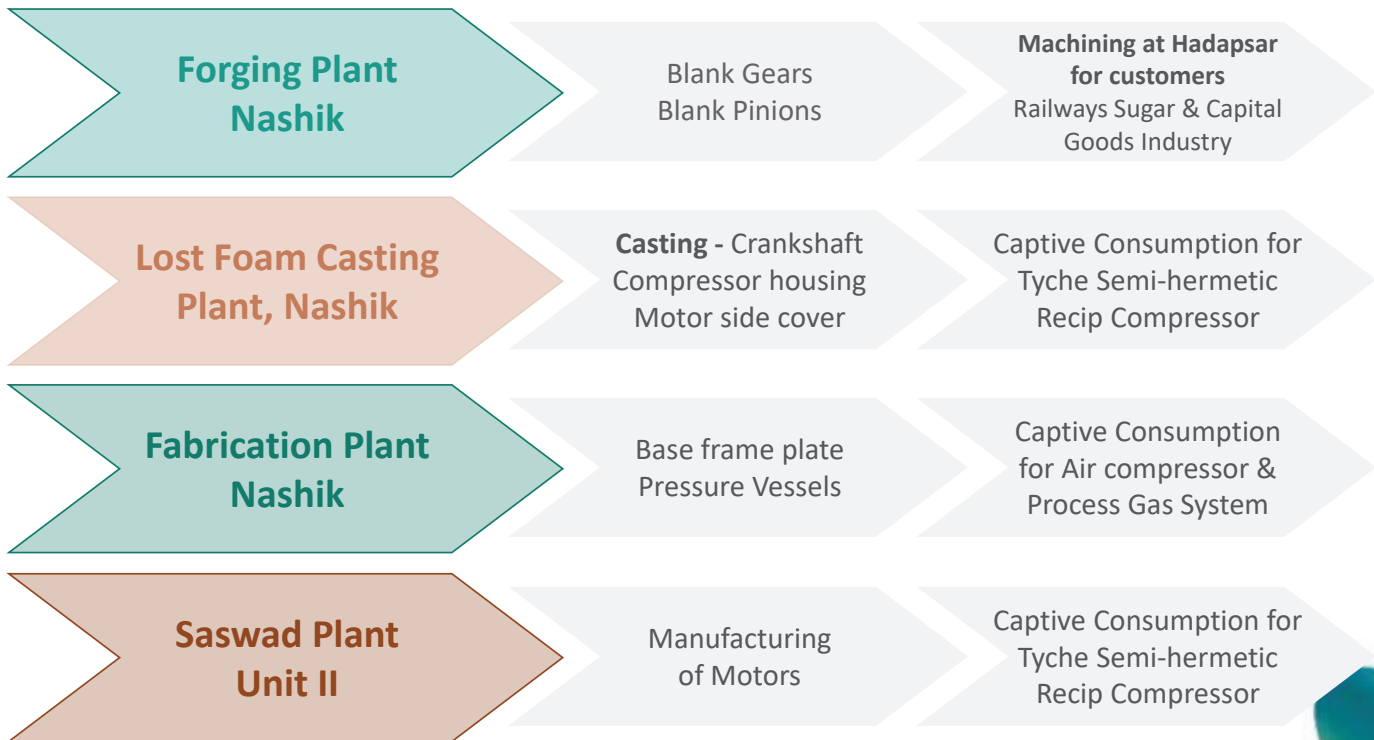 Forging Plant
Nashik
Blank Gears
Blank Pinions
Machining at Hadapsar
for customers
Railways Sugar & Capital
Goods Industry
Lost Foam Casting
Plant, Nashik
Casting - Crankshaft
Compressor housing
Motor side cover
Captive Consumption for
Tyche Semi-hermetic
Recip Compressor
Fabrication Plant
Nashik
Base frame plate
Pressure Vessels
Captive Consumption
for Air compressor &
Process Gas System
Saswad Plant
Unit II
Manufacturing
of Motors
Captive Consumption for
Tyche Semi-hermetic
Recip Compressor